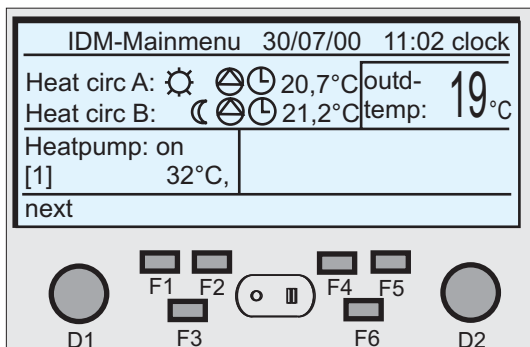 IDM-Mainmenu 30/07/00 11:02 clock
Heat circ A: 20,7°C outd-
Heat circ B: 21,2°C temp: 19°C
Heatpump: on
[1] 32°C,
next
F1 F2 F4 F5
D1 F3 F6 D2